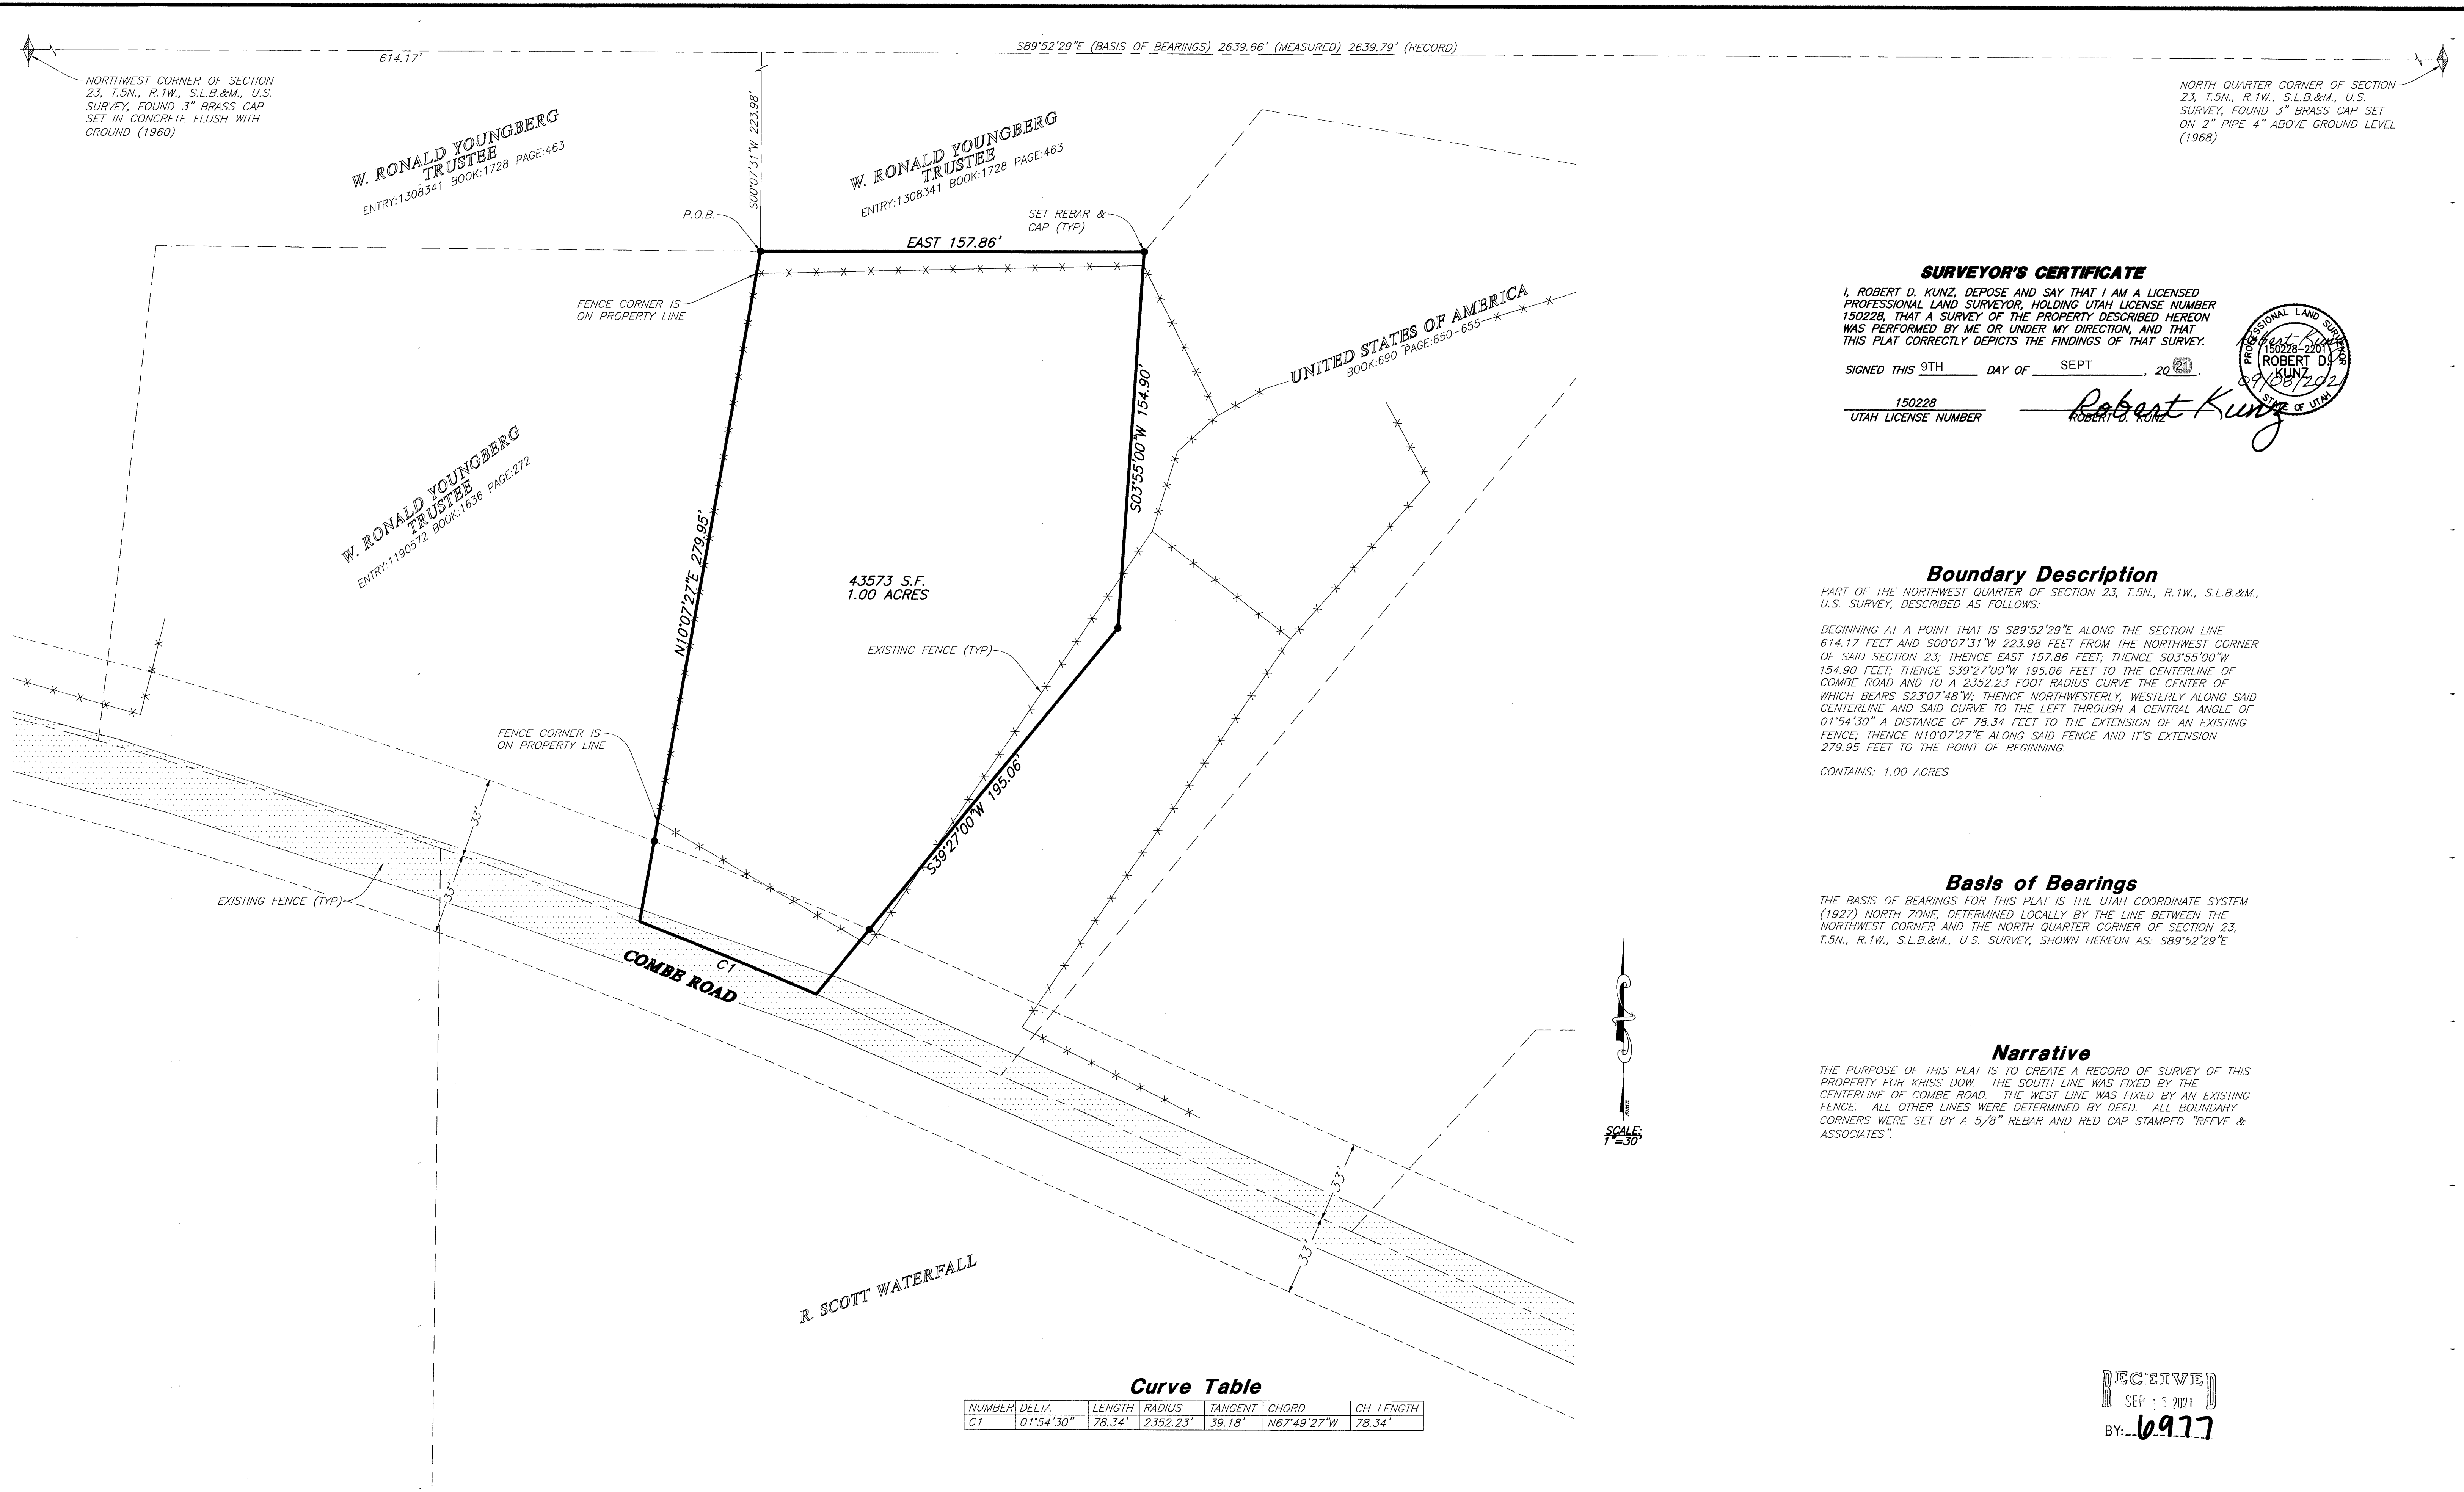 S89°52'29"E (BASIS OF BEARINGS) 2639.66' (MEASURED) 2639.79' (RECORD)
614.17'
NORTHWEST CORNER OF SECTION
23, T.5N., R.1W., S.L.B.&M., U.S.
SURVEY, FOUND 3" BRASS CAP
SET IN CONCRETE FLUSH WITH
GROUND (1960)
NORTH QUARTER CORNER OF SECTION
23, T.5N., R.1W., S.L.B.&M., U.S.
SURVEY, FOUND 3" BRASS CAP SET
ON 2" PIPE 4" ABOVE GROUND LEVEL
(1968)
W. RONALD YOUNGBERG
TRUSTEE
ENTRY:1308341 BOOK:1728 PAGE:463
S00°07'31"W 223.98'
W. RONALD YOUNGBERG
TRUSTEE
ENTRY:1308341 BOOK:1728 PAGE:463
P.O.B.
SET REBAR &
CAP (TYP)
EAST 157.86'
FENCE CORNER IS
ON PROPERTY LINE
UNITED STATES OF AMERICA
BOOK:690 PAGE:650-655
S03°55'00"W 154.90'
W. RONALD YOUNGBERG
TRUSTEE
ENTRY:1190572 BOOK:1636 PAGE:272
N10°07'27"E 279.95'
43573 S.F.
1.00 ACRES
EXISTING FENCE (TYP)
FENCE CORNER IS
ON PROPERTY LINE
S39°27'00"W 195.06'
33'
33'
EXISTING FENCE (TYP)
C1
COMBE ROAD
33'
33'
R. SCOTT WATERFALL
SCALE:
1"=30'
Curve Table
NUMBER DELTA LENGTH RADIUS TANGENT CHORD CH LENGTH
C1 01°54'30" 78.34' 2352.23' 39.18' N67°49'27"W 78.34'
SURVEYOR'S CERTIFICATE
I, ROBERT D. KUNZ, DEPOSE AND SAY THAT I AM A LICENSED
PROFESSIONAL LAND SURVEYOR, HOLDING UTAH LICENSE NUMBER
150228, THAT A SURVEY OF THE PROPERTY DESCRIBED HEREON
WAS PERFORMED BY ME OR UNDER MY DIRECTION, AND THAT
THIS PLAT CORRECTLY DEPICTS THE FINDINGS OF THAT SURVEY.
SIGNED THIS 9TH DAY OF SEPT, 20 21.
150228
UTAH LICENSE NUMBER
Robert Kunz
ROBERT D. KUNZ
PROFESSIONAL LAND SURVEYOR
Robert Kunz
150228-2201
ROBERT D.
KUNZ
09/08/2021
STATE OF UTAH
Boundary Description
PART OF THE NORTHWEST QUARTER OF SECTION 23, T.5N., R.1W., S.L.B.&M.,
U.S. SURVEY, DESCRIBED AS FOLLOWS:
BEGINNING AT A POINT THAT IS S89°52'29"E ALONG THE SECTION LINE
614.17 FEET AND S00°07'31"W 223.98 FEET FROM THE NORTHWEST CORNER
OF SAID SECTION 23; THENCE EAST 157.86 FEET; THENCE S03°55'00"W
154.90 FEET; THENCE S39°27'00"W 195.06 FEET TO THE CENTERLINE OF
COMBE ROAD AND TO A 2352.23 FOOT RADIUS CURVE THE CENTER OF
WHICH BEARS S23°07'48"W; THENCE NORTHWESTERLY, WESTERLY ALONG SAID
CENTERLINE AND SAID CURVE TO THE LEFT THROUGH A CENTRAL ANGLE OF
01°54'30" A DISTANCE OF 78.34 FEET TO THE EXTENSION OF AN EXISTING
FENCE; THENCE N10°07'27"E ALONG SAID FENCE AND IT'S EXTENSION
279.95 FEET TO THE POINT OF BEGINNING.
CONTAINS: 1.00 ACRES
Basis of Bearings
THE BASIS OF BEARINGS FOR THIS PLAT IS THE UTAH COORDINATE SYSTEM
(1927) NORTH ZONE, DETERMINED LOCALLY BY THE LINE BETWEEN THE
NORTHWEST CORNER AND THE NORTH QUARTER CORNER OF SECTION 23,
T.5N., R.1W., S.L.B.&M., U.S. SURVEY, SHOWN HEREON AS: S89°52'29"E
Narrative
THE PURPOSE OF THIS PLAT IS TO CREATE A RECORD OF SURVEY OF THIS
PROPERTY FOR KRISS DOW. THE SOUTH LINE WAS FIXED BY THE
CENTERLINE OF COMBE ROAD. THE WEST LINE WAS FIXED BY AN EXISTING
FENCE. ALL OTHER LINES WERE DETERMINED BY DEED. ALL BOUNDARY
CORNERS WERE SET BY A 5/8" REBAR AND RED CAP STAMPED "REEVE &
ASSOCIATES".
RECEIVED
SEP 2021
BY: 6977